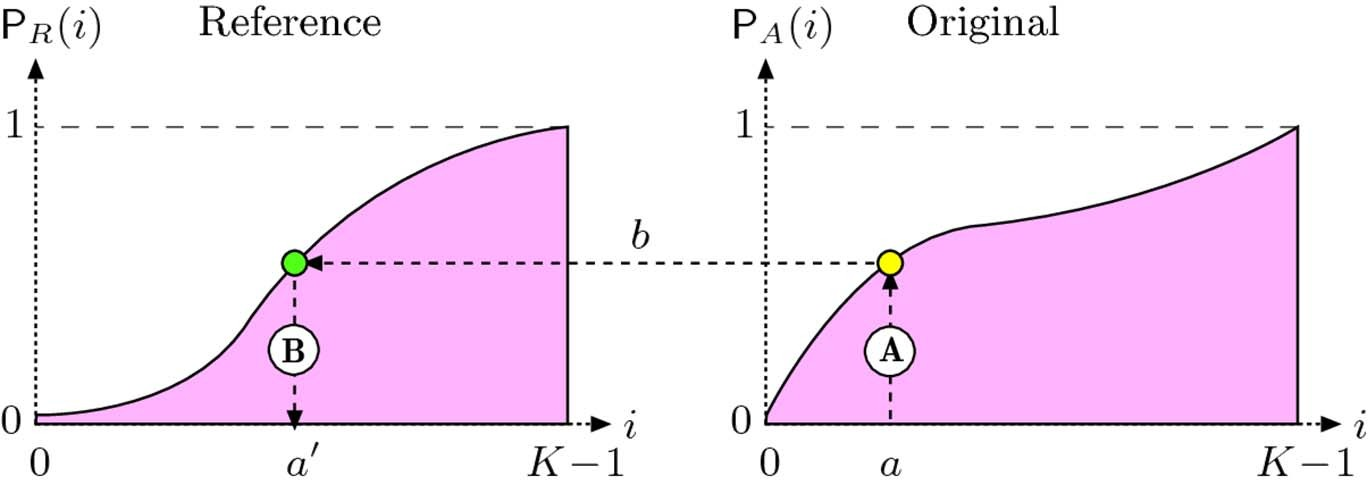 P_R(i) Reference
1
0
B
i
0 a′ K−1
b
P_A(i) Original
1
0
A
i
0 a K−1